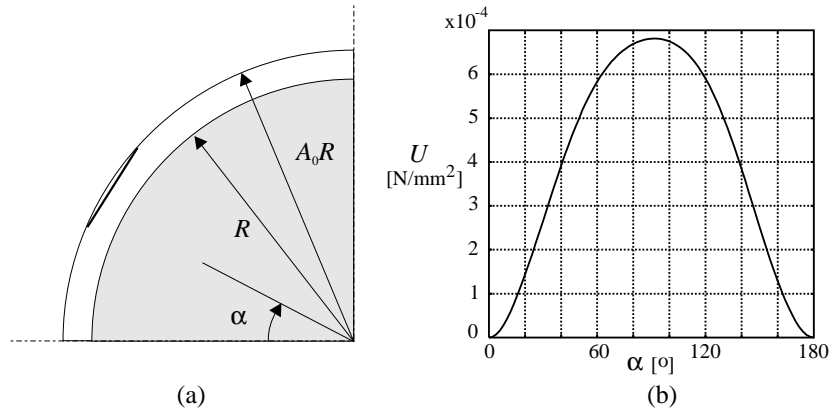 A₀R
R
α
(a)
x10⁻⁴
6
5
U
[N/mm²]
4
3
2
1
0
0
60
120
180
α [º]
(b)